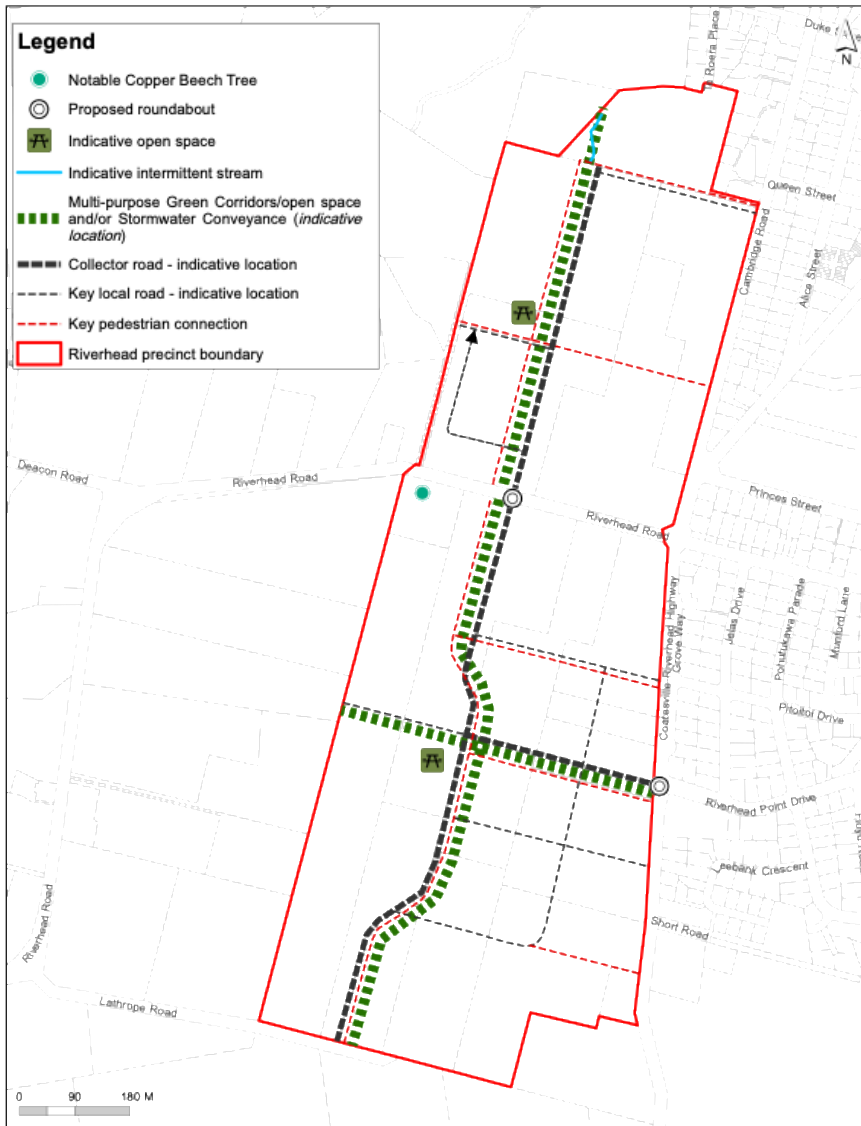 Legend
Notable Copper Beech Tree
Proposed roundabout
Indicative open space
Indicative intermittent stream
Multi-purpose Green Corridors/open space
and/or Stormwater Conveyance (indicative
location)
Collector road - indicative location
Key local road - indicative location
Key pedestrian connection
Riverhead precinct boundary
Te Roera Place
N
Queen Street
Cambridge Road
Alice Street
Deacon Road
Riverhead Road
Riverhead Road
Princes Street
Coatesville Riverhead Highway
Grove Way
Jelas Drive
Pohutukawa Parade
Mumford Lane
Pitoitoi Drive
Riverhead Point Drive
Crescent
Short Road
Riverhead Road
Lathrope Road
0 90 180 M